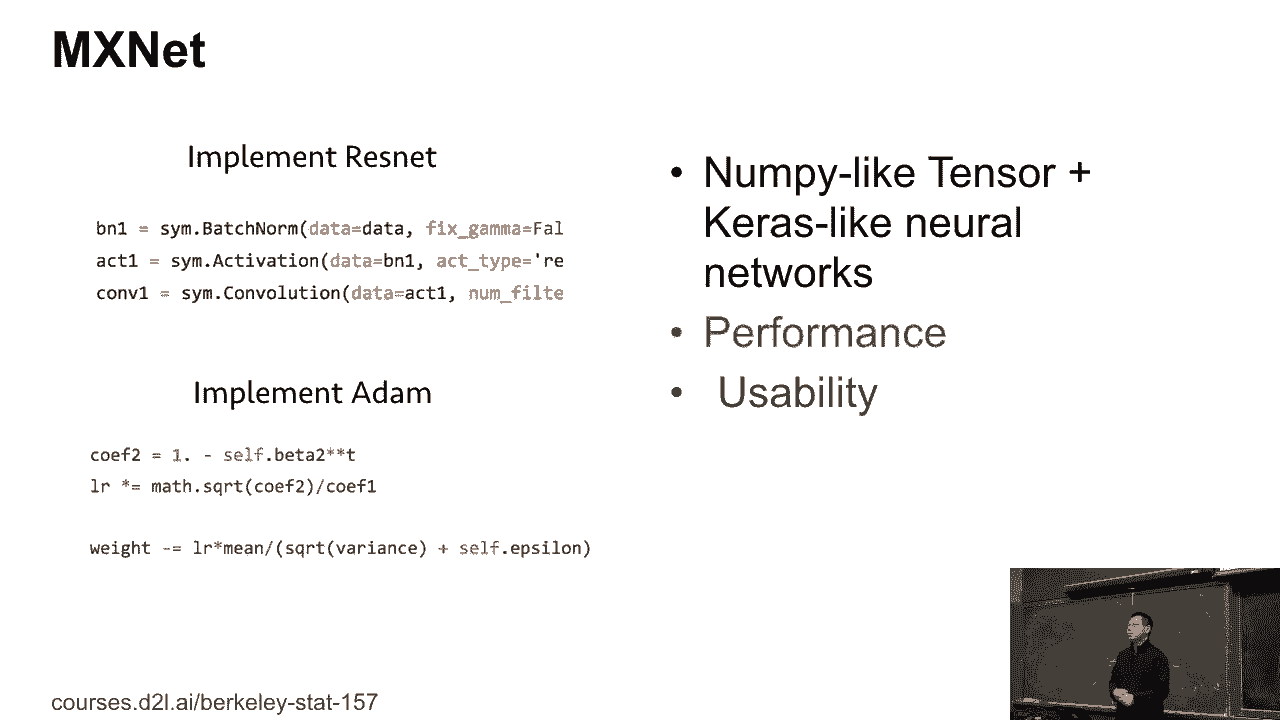 MXNet
Implement Resnet
bn1 = sym.BatchNorm(data=data, fix_gamma=Fal
act1 = sym.Activation(data=bn1, act_type='re
conv1 = sym.Convolution(data=act1, num_filte
Implement Adam
coef2 = 1. - self.beta2**t
lr *= math.sqrt(coef2)/coef1
weight -= lr*mean/(sqrt(variance) + self.epsilon)
• Numpy-like Tensor +
Keras-like neural
networks
• Performance
• Usability
courses.d2l.ai/berkeley-stat-157